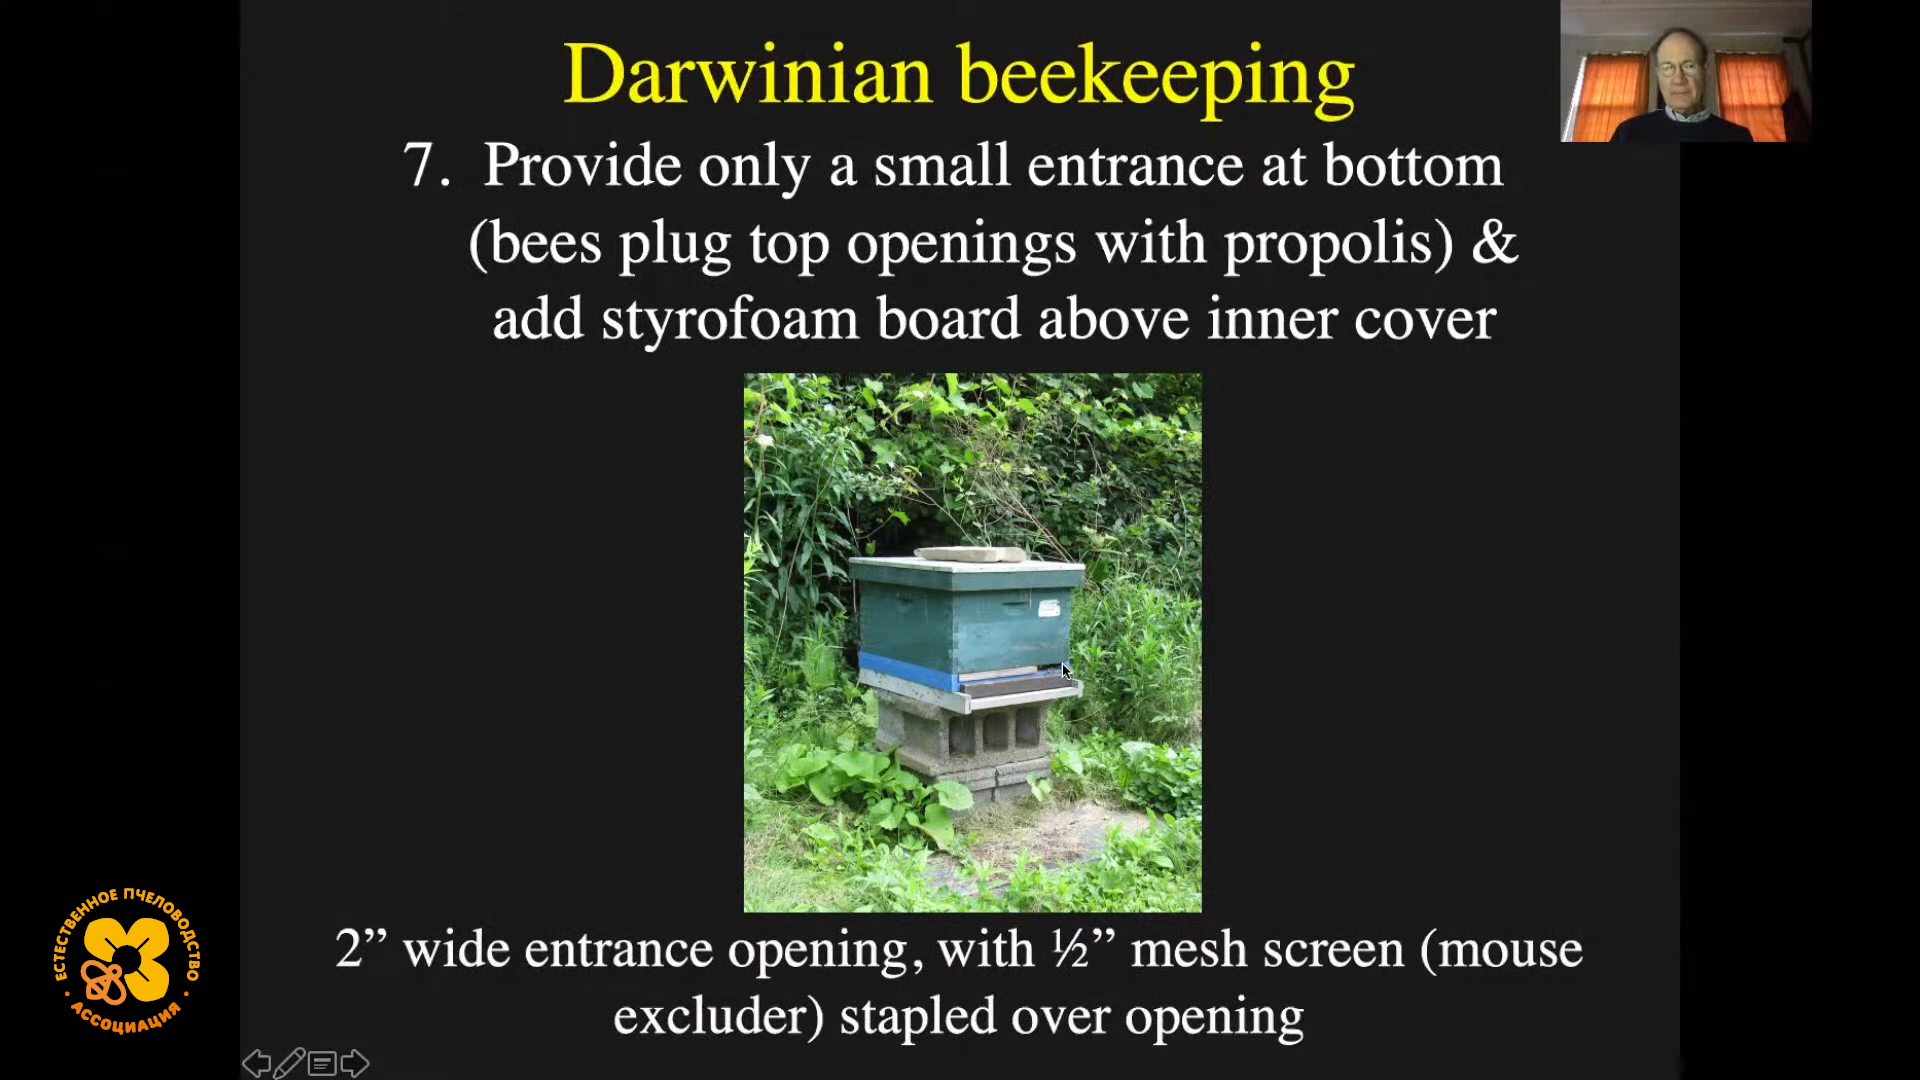 Darwinian beekeeping
7. Provide only a small entrance at bottom
(bees plug top openings with propolis) &
add styrofoam board above inner cover
2” wide entrance opening, with ½” mesh screen (mouse
excluder) stapled over opening
ЕСТЕСТВЕННОЕ ПЧЕЛОВОДСТВО
· АССОЦИАЦИЯ ·